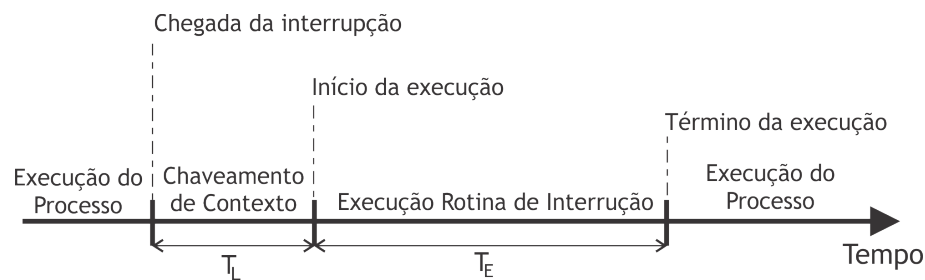 Chegada da interrupção
Início da execução
Término da execução
Execução do
Processo
Chaveamento
de Contexto
Execução Rotina de Interrupção
Execução do
Processo
Tempo
TL
TE